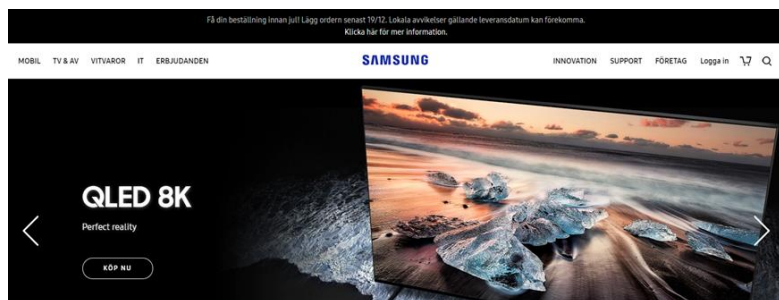 Få din beställning innan jul! Lägg ordern senast 19/12. Lokala avvikelser gällande leveransdatum kan förekomma.
Klicka här för mer information.
MOBIL TV & AV VITVAROR IT ERBJUDANDEN SAMSUNG INNOVATION SUPPORT FÖRETAG Logga in
QLED 8K
Perfect reality
KÖP NU